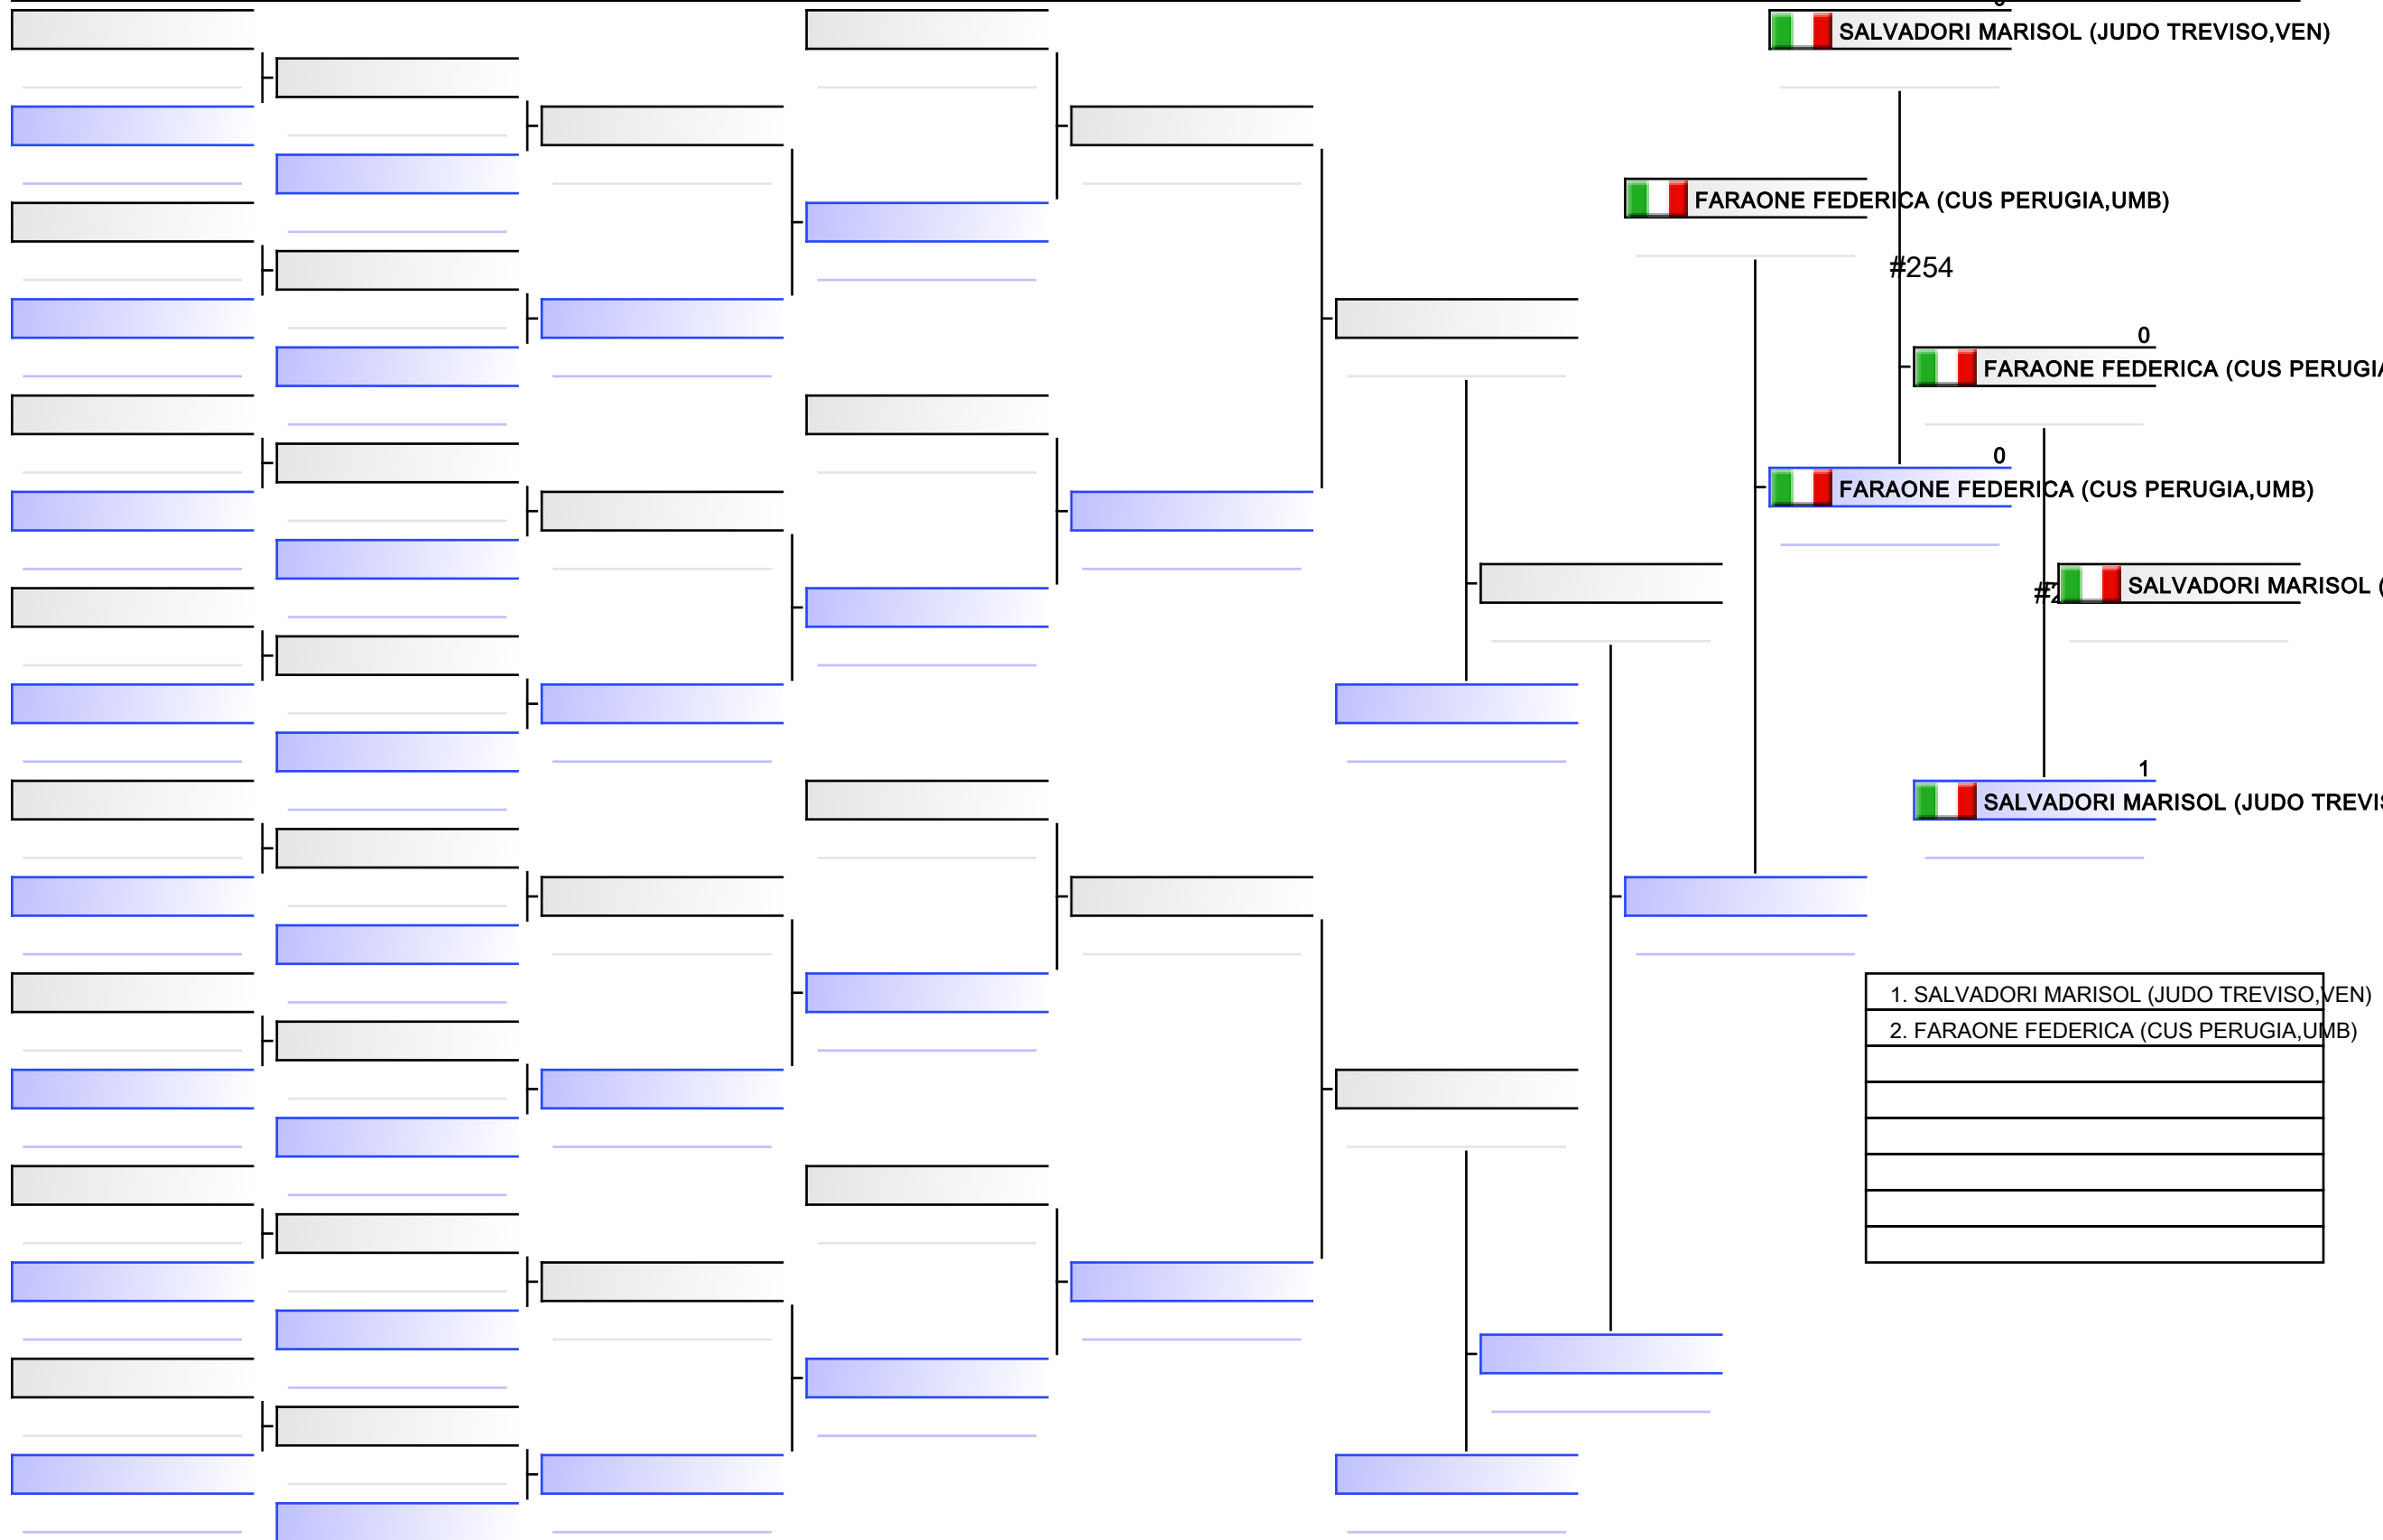 SALVADORI MARISOL (JUDO TREVISO,VEN)
FARAONE FEDERICA (CUS PERUGIA,UMB)
#254
0
FARAONE FEDERICA (CUS PERUGIA
0
FARAONE FEDERICA (CUS PERUGIA,UMB)
SALVADORI MARISOL (
1
SALVADORI MARISOL (JUDO TREVIS
1. SALVADORI MARISOL (JUDO TREVISO,VEN)
2. FARAONE FEDERICA (CUS PERUGIA,UMB)